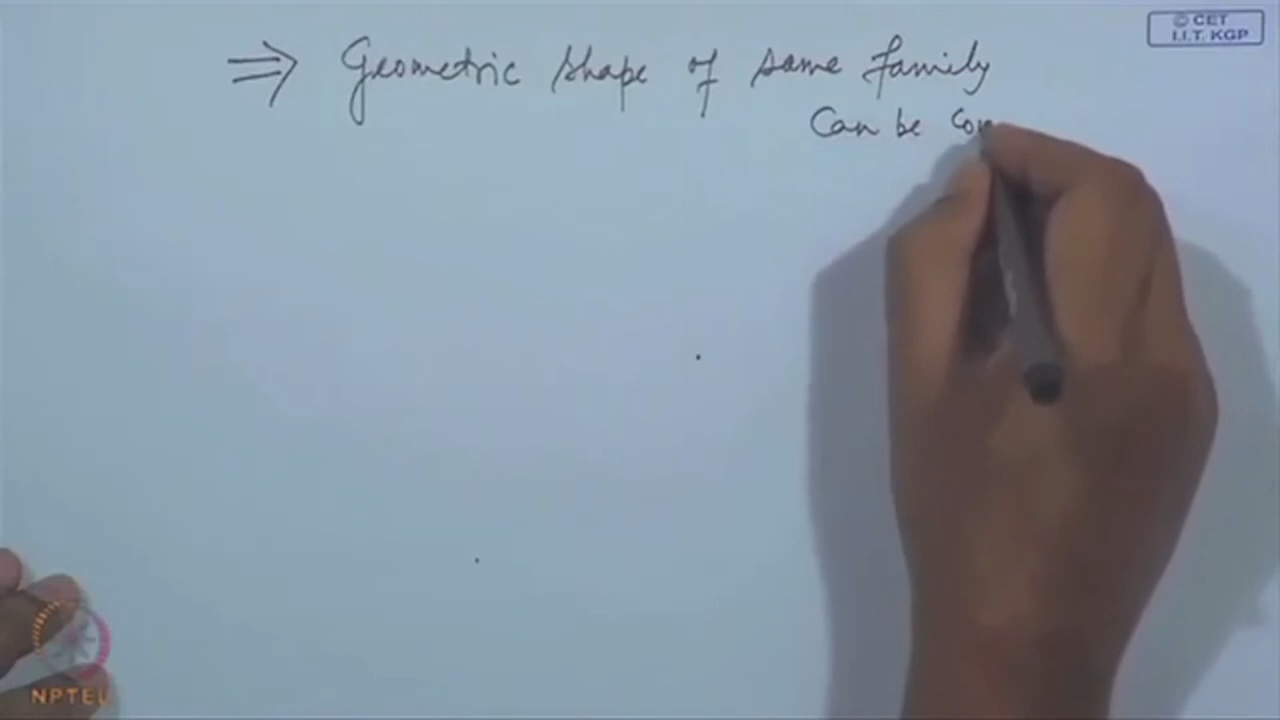 © CET
I.I.T. KGP
⇒ Geometric shape of same family
Can be
NPTEL